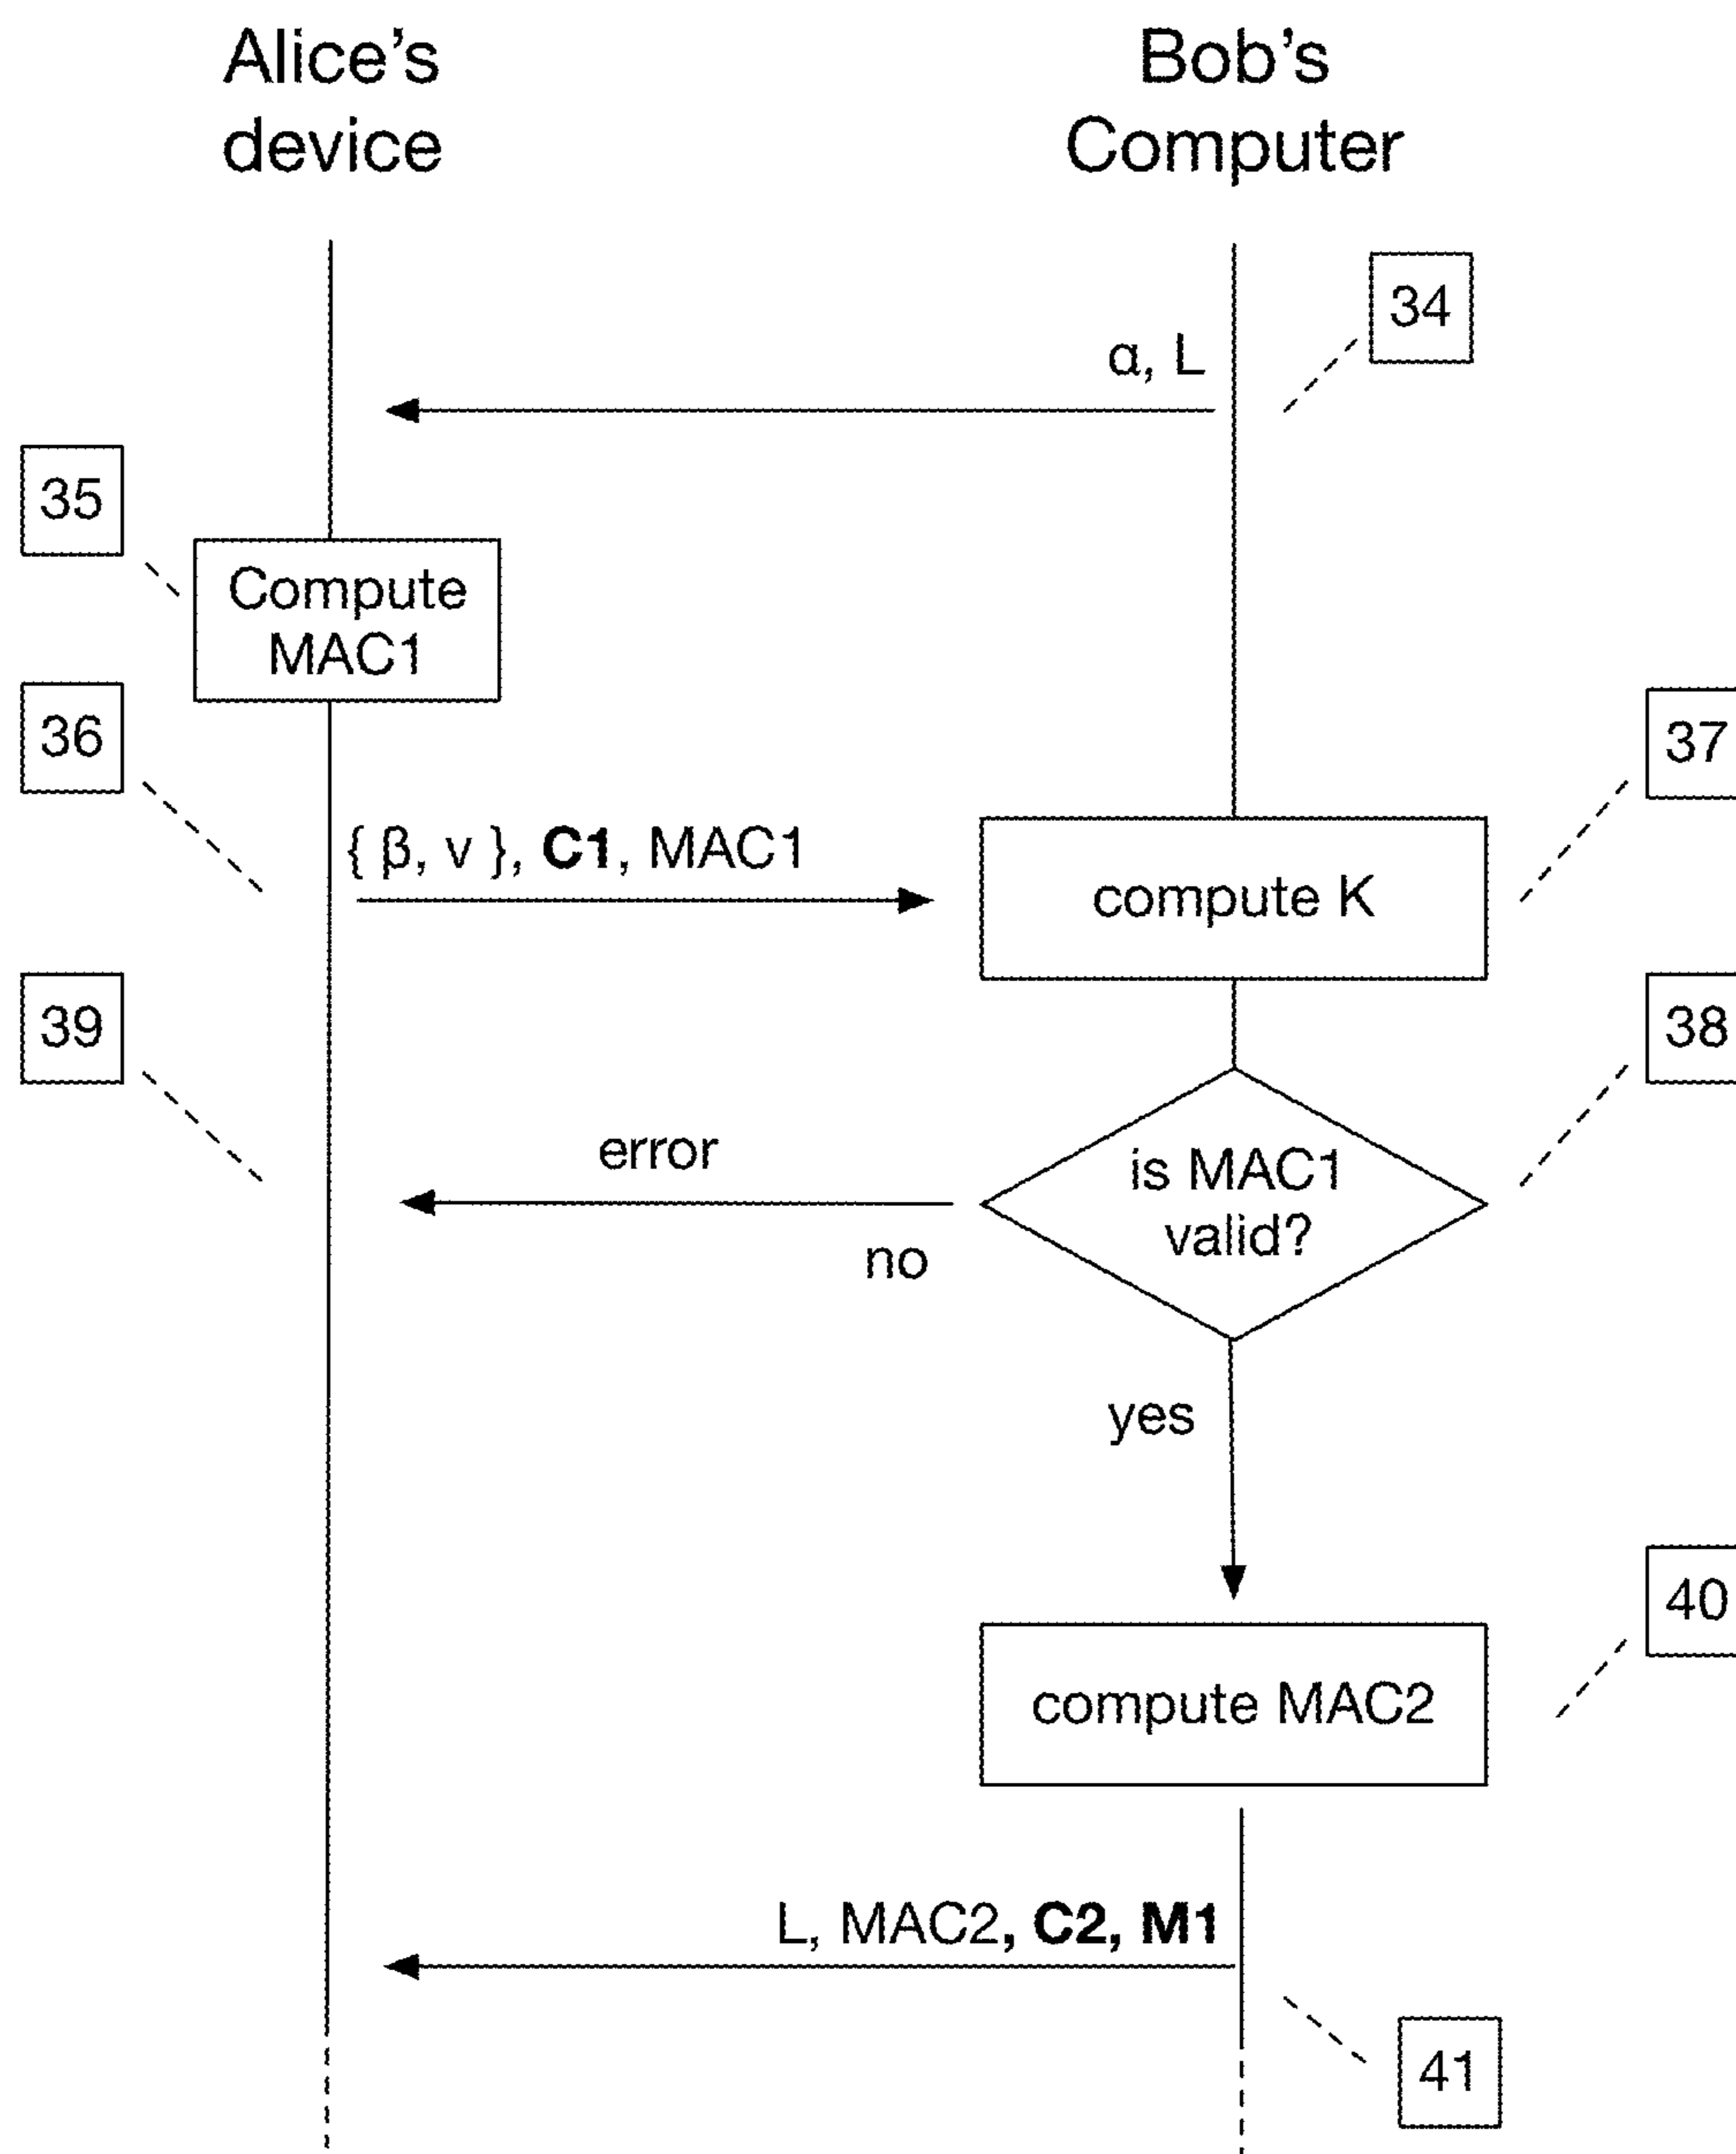 Alice's
device
Bob's
Computer
34
α, L
35
Compute
MAC1
36
37
{ β, v }, C1, MAC1
compute K
39
38
error
is MAC1
valid?
no
yes
40
compute MAC2
L, MAC2, C2, M1
41